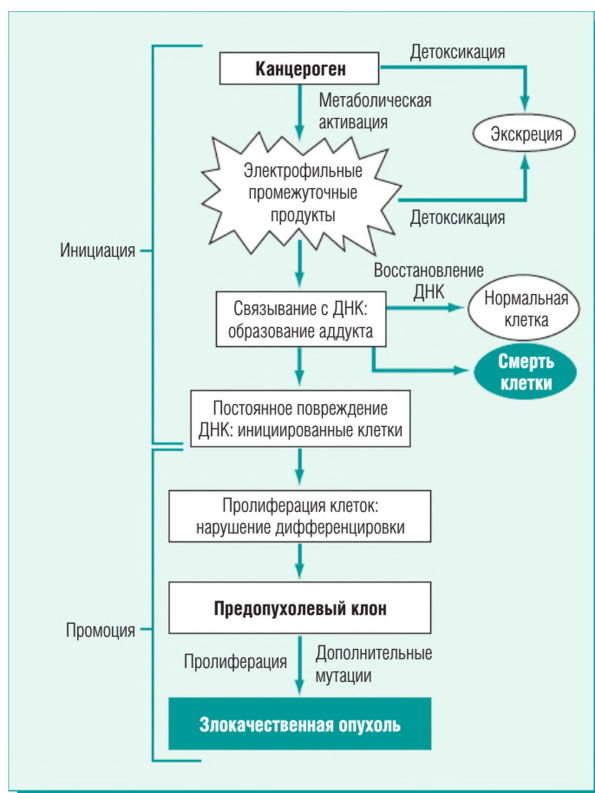 Канцероген
Детоксикация
Метаболическая
активация
Экскреция
Электрофильные
промежуточные
продукты
Детоксикация
Инициация
Восстановление
ДНК
Связывание с ДНК:
образование аддукта
Нормальная
клетка
Смерть
клетки
Постоянное повреждение
ДНК: инициированные клетки
Пролиферация клеток:
нарушение дифференцировки
Предопухолевый клон
Промоция
Пролиферация
Дополнительные
мутации
Злокачественная опухоль